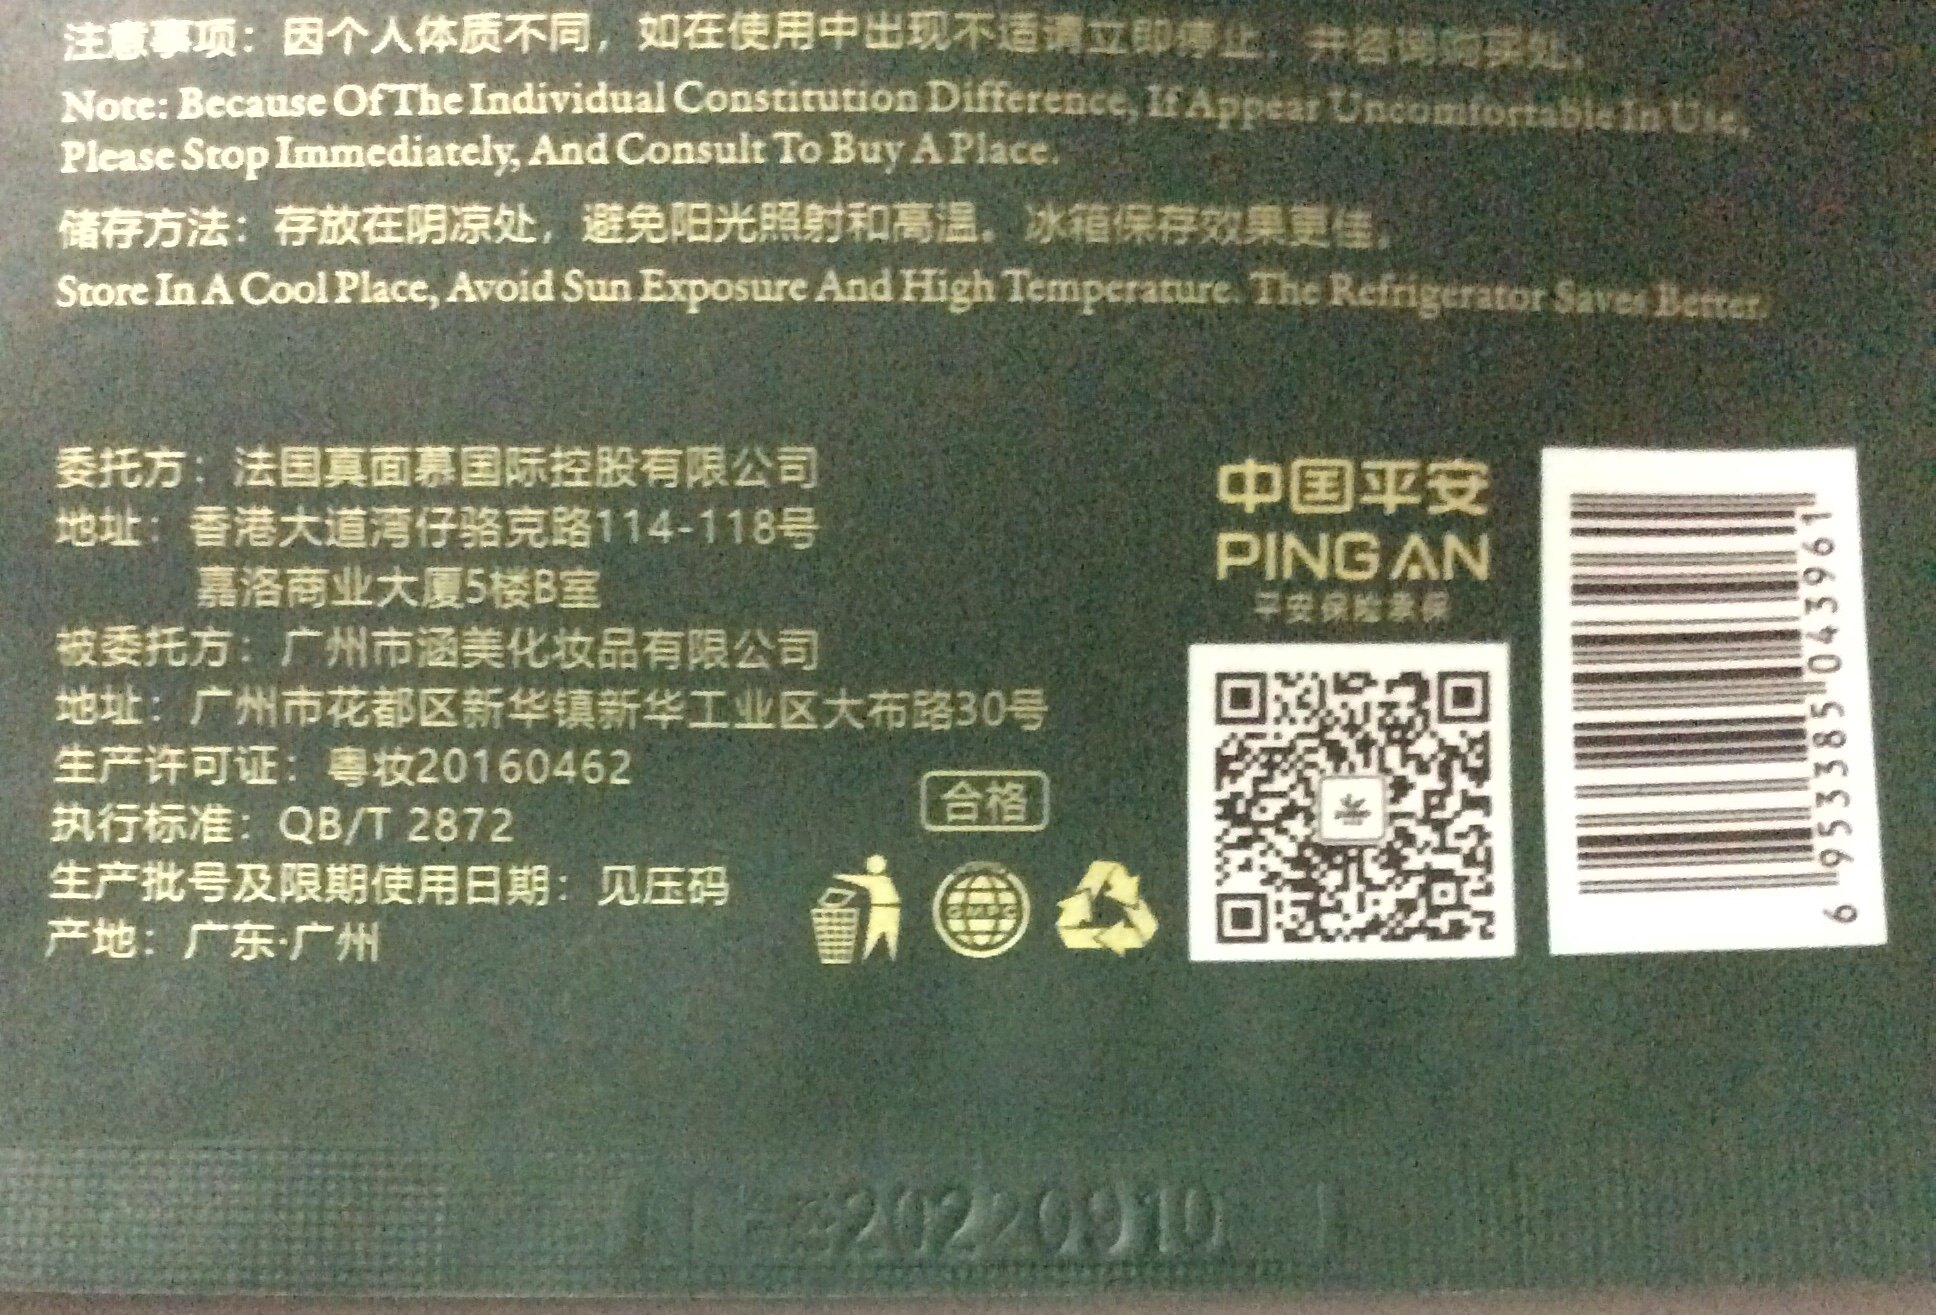 注意事项：因个人体质不同，如在使用中出现不适请立即停止，并咨询购买处。
Note: Because Of The Individual Constitution Difference, If Appear Uncomfortable In Use,
Please Stop Immediately, And Consult To Buy A Place.
储存方法：存放在阴凉处，避免阳光照射和高温。冰箱保存效果更佳。
Store In A Cool Place, Avoid Sun Exposure And High Temperature. The Refrigerator Saves Better.
委托方：法国真面慕国际控股有限公司
地址：香港大道湾仔骆克路114-118号
嘉洛商业大厦5楼B室
被委托方：广州市涵美化妆品有限公司
地址：广州市花都区新华镇新华工业区大布路30号
生产许可证：粤妆20160462
执行标准：QB/T 2872
生产批号及限期使用日期：见压码
产地：广东·广州
合格
GMPC
中国平安
PING AN
平安保险承保
6 953385 043961
20220910